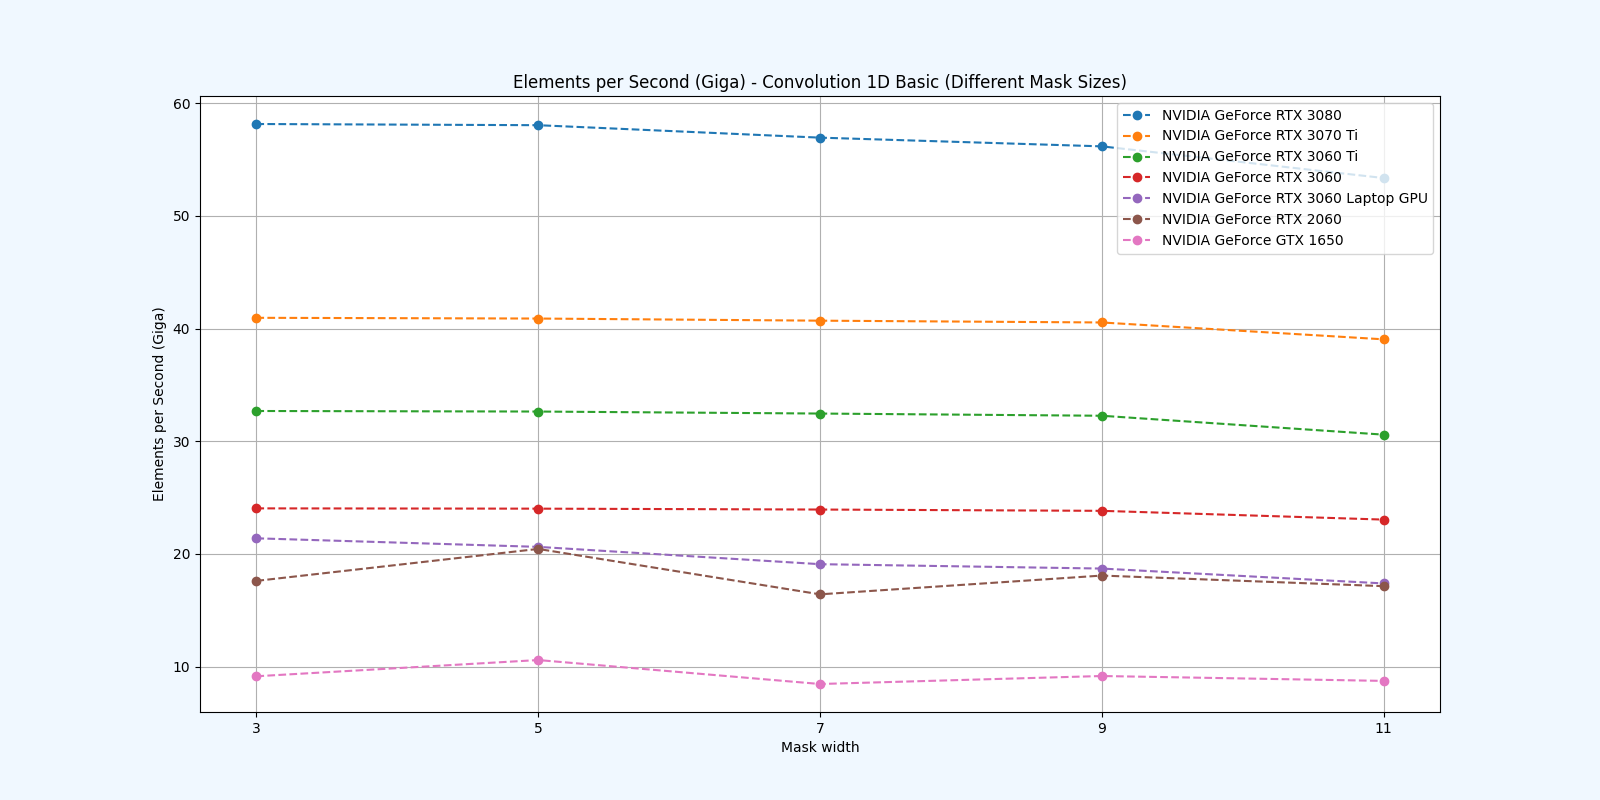 Elements per Second (Giga) - Convolution 1D Basic (Different Mask Sizes)
NVIDIA GeForce RTX 3080
NVIDIA GeForce RTX 3070 Ti
NVIDIA GeForce RTX 3060 Ti
NVIDIA GeForce RTX 3060
NVIDIA GeForce RTX 3060 Laptop GPU
NVIDIA GeForce RTX 2060
NVIDIA GeForce GTX 1650
Elements per Second (Giga)
60
50
40
30
20
10
3
5
7
9
11
Mask width